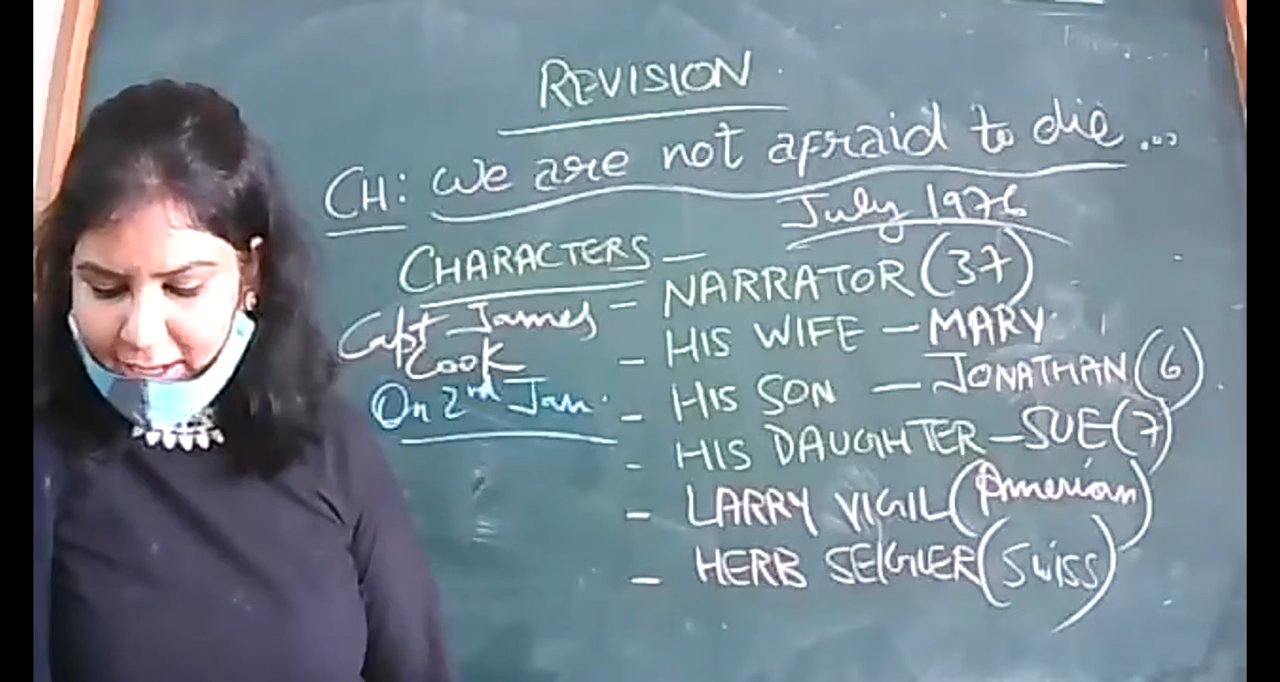 REVISION
CH: We are not afraid to die...
July 1976
CHARACTERS –
– NARRATOR (37)
Capt James
Cook
– HIS WIFE – MARY
On 2nd Jan.
– HIS SON – JONATHAN (6)
– HIS DAUGHTER – SUE (7)
– LARRY VIGIL (American)
– HERB SEIGLER (Swiss)